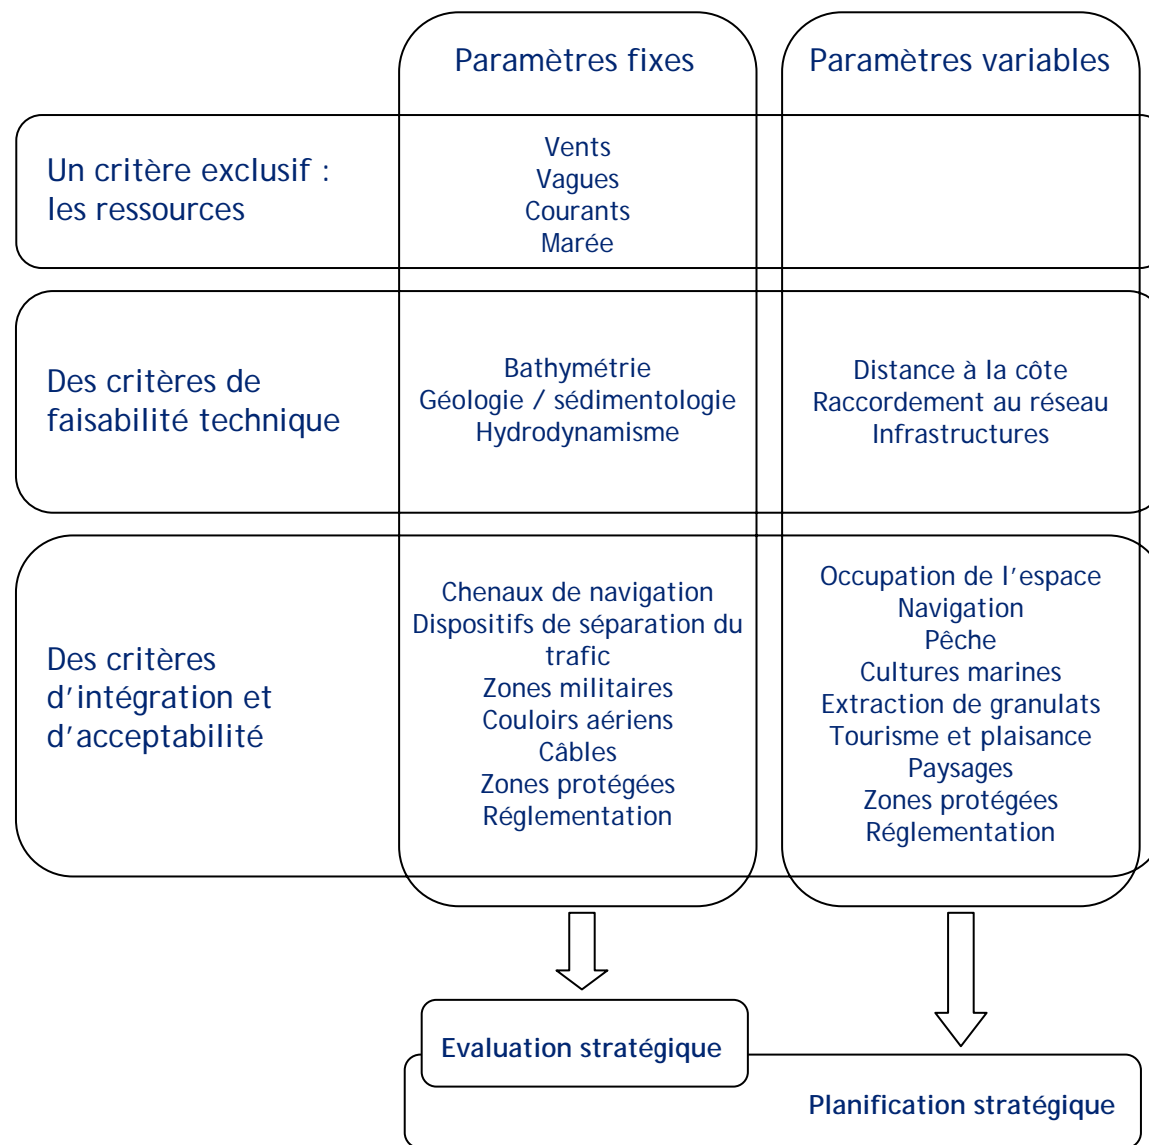 Paramètres fixes
Paramètres variables
Un critère exclusif :
les ressources
Vents
Vagues
Courants
Marée
Des critères de
faisabilité technique
Bathymétrie
Géologie / sédimentologie
Hydrodynamisme
Distance à la côte
Raccordement au réseau
Infrastructures
Des critères
d'intégration et
d'acceptabilité
Chenaux de navigation
Dispositifs de séparation du
trafic
Zones militaires
Couloirs aériens
Câbles
Zones protégées
Réglementation
Occupation de l'espace
Navigation
Pêche
Cultures marines
Extraction de granulats
Tourisme et plaisance
Paysages
Zones protégées
Réglementation
Evaluation stratégique
Planification stratégique